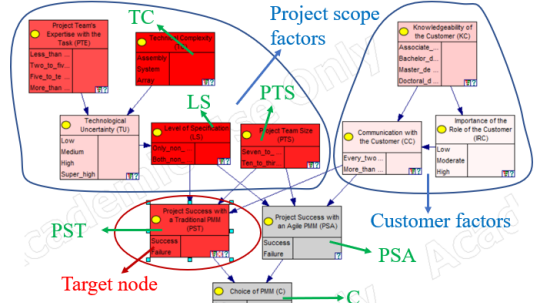 TC
Project scope
factors
Project Team's
Expertise with the
Task (PTE)
Less_than ...
Two_to_fiv...
Five_to_te ...
More_than ...
Assembly
System
Array
Knowledgeability of
the Customer (KC)
Associate_...
Bachelor_d...
Master_de ...
Doctoral_d...
LS
PTS
Technological
Uncertainty (TU)
Low
Medium
High
Super_high
Level of Specification
(LS)
Only_non_...
Both_non_...
Project Team Size
(PTS)
Seven_to_...
Ten_to_thir...
Communication with
the Customer (CC)
Every_two ...
More_than ...
Importance of the
Role of the Customer
(IRC)
Low
Moderate
High
PST
Project Success with
a Traditional PMM
(PST)
Success
Failure
Project Success with
an Agile PMM (PSA)
Success
Failure
Customer factors
PSA
Target node
Choice of PMM (C)
C